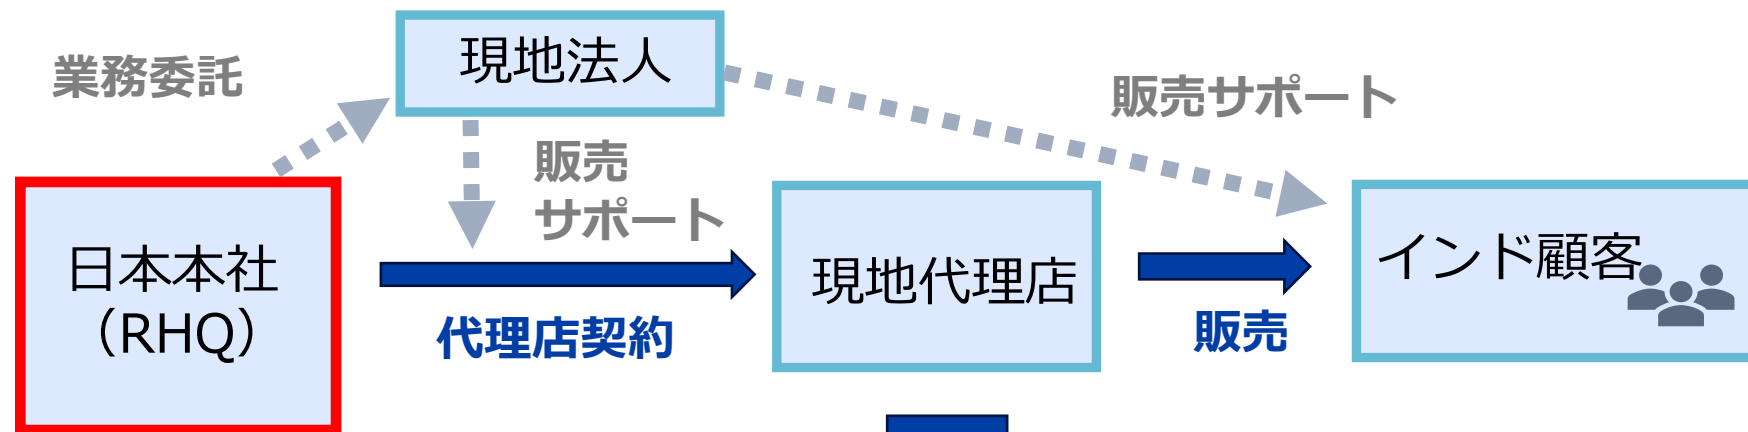 業務委託
現地法人
販売サポート
販売
サポート
日本本社
（RHQ）
代理店契約
現地代理店
販売
インド顧客